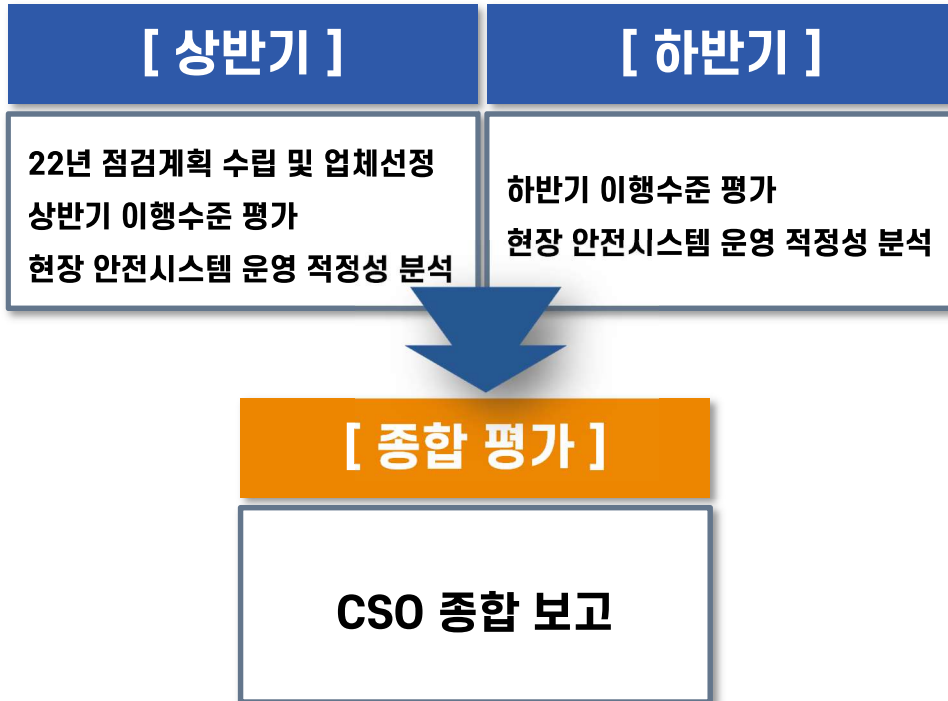 [ 상반기 ]
22년 점검계획 수립 및 업체선정
상반기 이행수준 평가
현장 안전시스템 운영 적정성 분석
[ 하반기 ]
하반기 이행수준 평가
현장 안전시스템 운영 적정성 분석
[ 종합 평가 ]
CSO 종합 보고